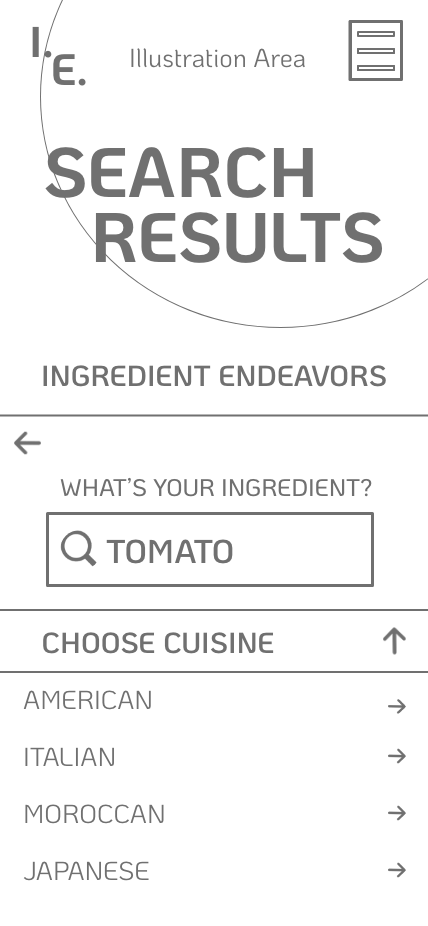 I.
E.
Illustration Area
SEARCH
RESULTS
INGREDIENT ENDEAVORS
WHAT’S YOUR INGREDIENT?
TOMATO
CHOOSE CUISINE
AMERICAN
ITALIAN
MOROCCAN
JAPANESE